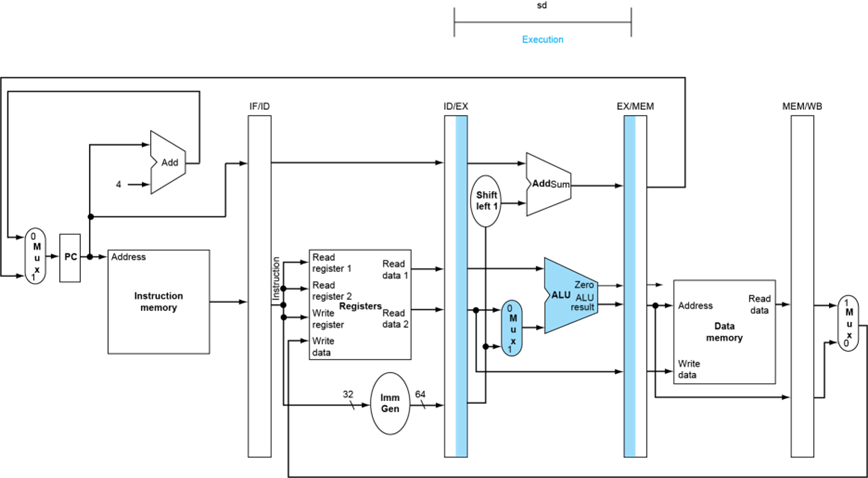 sd
Execution
IF/ID
ID/EX
EX/MEM
MEM/WB
Add
4
Add Sum
Shift
left 1
0
M
u
x
1
PC
Address
Instruction
memory
Instruction
Read
register 1
Read
register 2
Write
register
Write
data
Registers
Read
data 1
Read
data 2
0
M
u
x
1
ALU
Zero
ALU
result
Address
Data
memory
Read
data
Write
data
1
M
u
x
0
32
Imm
Gen
64